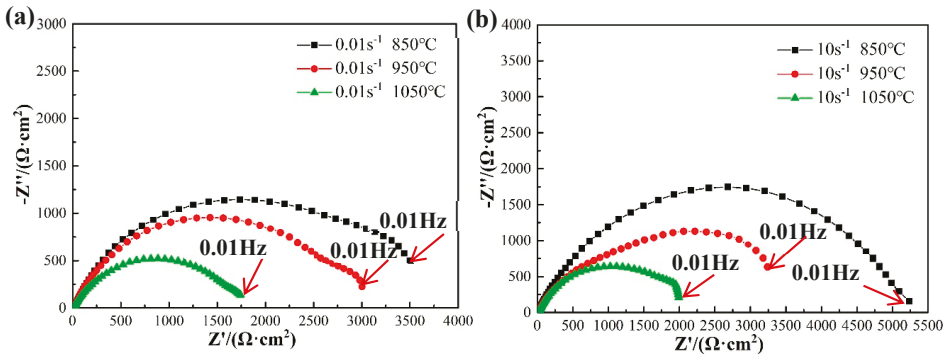 (a)
3000
2500
2000
1500
1000
500
0
0 500 1000 1500 2000 2500 3000 3500 4000
-Z''/(Ω·cm²)
Z'/(Ω·cm²)
0.01s⁻¹ 850℃
0.01s⁻¹ 950℃
0.01s⁻¹ 1050℃
0.01Hz
0.01Hz
0.01Hz
(b)
4000
3500
3000
2500
2000
1500
1000
500
0
0 500 1000 1500 2000 2500 3000 3500 4000 4500 5000 5500
-Z''/(Ω·cm²)
Z'/(Ω·cm²)
10s⁻¹ 850℃
10s⁻¹ 950℃
10s⁻¹ 1050℃
0.01Hz
0.01Hz
0.01Hz